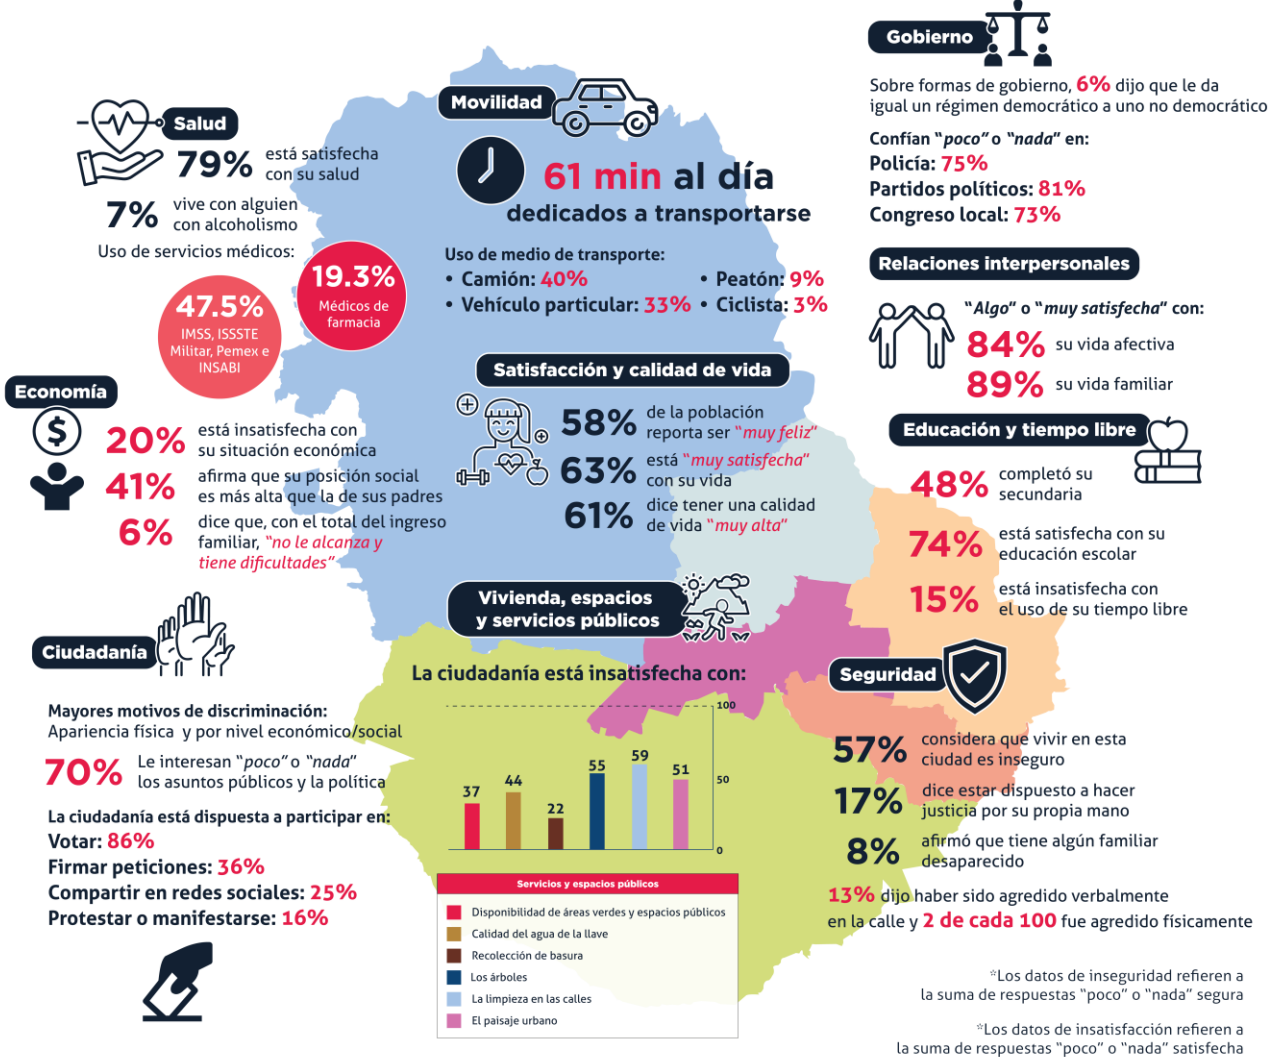 Salud
79% está satisfecha
con su salud
7% vive con alguien
con alcoholismo
Uso de servicios médicos:
47.5%
IMSS, ISSSTE
Militar, Pemex e
INSABI
19.3%
Médicos de
farmacia
Movilidad
61 min al día
dedicados a transportarse
Uso de medio de transporte:
• Camión: 40%
• Vehículo particular: 33%
• Peatón: 9%
• Ciclista: 3%
Gobierno
Sobre formas de gobierno, 6% dijo que le da
igual un régimen democrático a uno no democrático
Confían “poco” o “nada” en:
Policía: 75%
Partidos políticos: 81%
Congreso local: 73%
Relaciones interpersonales
“Algo” o “muy satisfecha” con:
84% su vida afectiva
89% su vida familiar
Economía
$
20% está insatisfecha con
su situación económica
41% afirma que su posición social
es más alta que la de sus padres
6% dice que, con el total del ingreso
familiar, “no le alcanza y
tiene dificultades”
Satisfacción y calidad de vida
58% de la población
reporta ser “muy feliz”
63% está “muy satisfecha”
con su vida
61% dice tener una calidad
de vida “muy alta”
Educación y tiempo libre
48% completó su
secundaria
74% está satisfecha con su
educación escolar
15% está insatisfecha con
el uso de su tiempo libre
Ciudadanía
Mayores motivos de discriminación:
Apariencia física y por nivel económico/social
70% Le interesan “poco” o “nada”
los asuntos públicos y la política
La ciudadanía está dispuesta a participar en:
Votar: 86%
Firmar peticiones: 36%
Compartir en redes sociales: 25%
Protestar o manifestarse: 16%
Vivienda, espacios
y servicios públicos
La ciudadanía está insatisfecha con:
100
50
0
37
44
22
55
59
51
Servicios y espacios públicos
Disponibilidad de áreas verdes y espacios públicos
Calidad del agua de la llave
Recolección de basura
Los árboles
La limpieza en las calles
El paisaje urbano
Seguridad
57% considera que vivir en esta
ciudad es inseguro
17% dice estar dispuesto a hacer
justicia por su propia mano
8% afirmó que tiene algún familiar
desaparecido
13% dijo haber sido agredido verbalmente
en la calle y 2 de cada 100 fue agredido físicamente
☆Los datos de inseguridad refieren a
la suma de respuestas “poco” o “nada” segura
☆Los datos de insatisfacción refieren a
la suma de respuestas “poco” o “nada” satisfecha